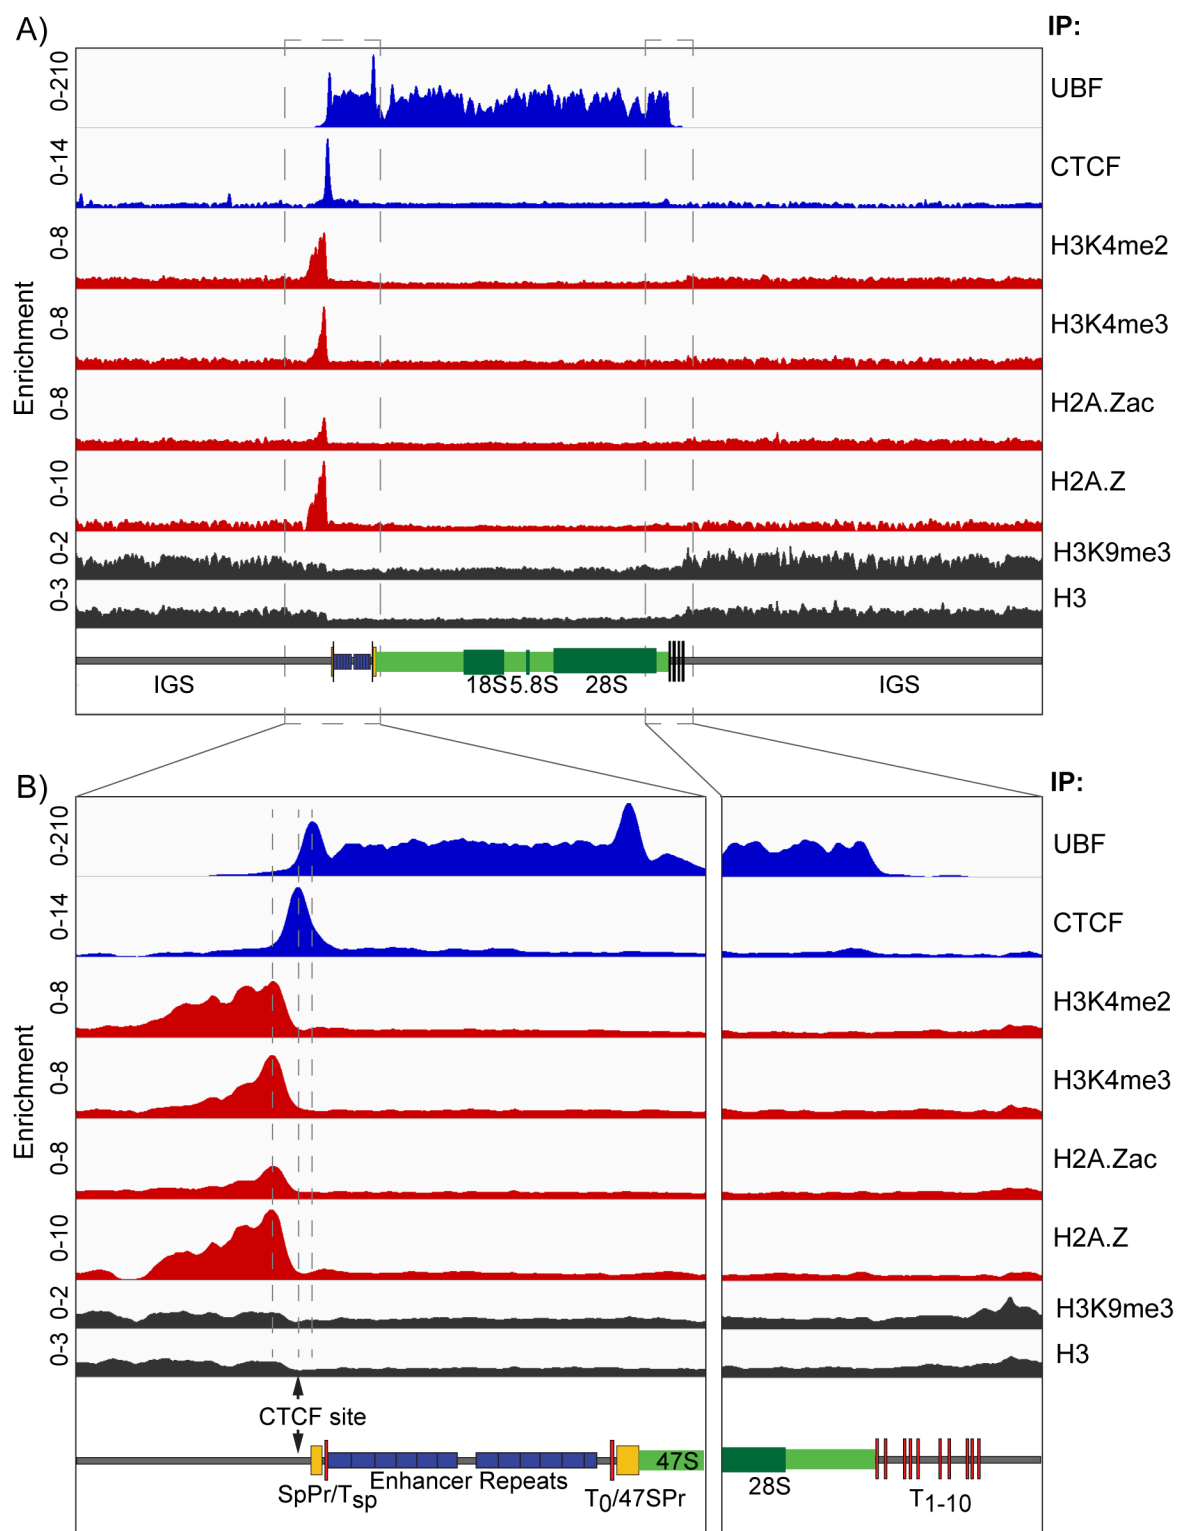 A)
IP:
0-210
UBF
0-14
CTCF
0-8
H3K4me2
0-8
H3K4me3
0-8
H2A.Zac
0-10
H2A.Z
0-2
H3K9me3
0-3
H3
Enrichment
IGS
18S 5.8S 28S
IGS
B)
IP:
0-210
UBF
0-14
CTCF
0-8
H3K4me2
0-8
H3K4me3
0-8
H2A.Zac
0-10
H2A.Z
0-2
H3K9me3
0-3
H3
Enrichment
CTCF site
47S
Enhancer Repeats
28S
SpPr/Tsp
T0/47SPr
T1-10